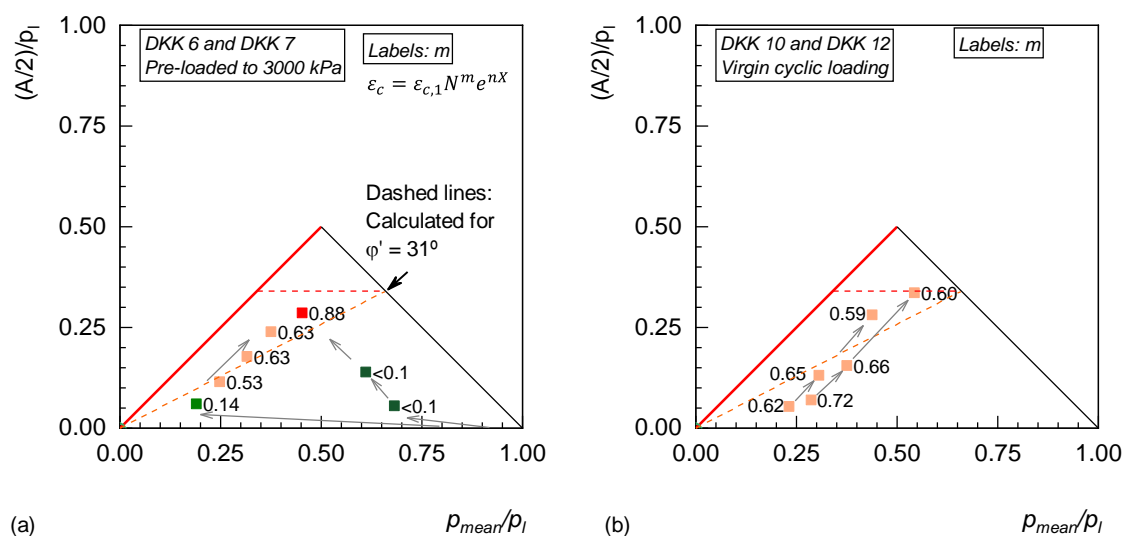 (A/2)/pl
1.00
0.75
0.50
0.25
0.00
DKK 6 and DKK 7
Pre-loaded to 3000 kPa
Labels: m
εc = εc,1 N^m e^nX
Dashed lines:
Calculated for
φ' = 31º
0.88
0.63
0.63
0.53
0.14
<0.1
<0.1
0.00
0.25
0.50
0.75
1.00
(a)
pmean/pl
(A/2)/pl
1.00
0.75
0.50
0.25
0.00
DKK 10 and DKK 12
Virgin cyclic loading
Labels: m
0.60
0.59
0.65
0.66
0.62
0.72
0.00
0.25
0.50
0.75
1.00
(b)
pmean/pl